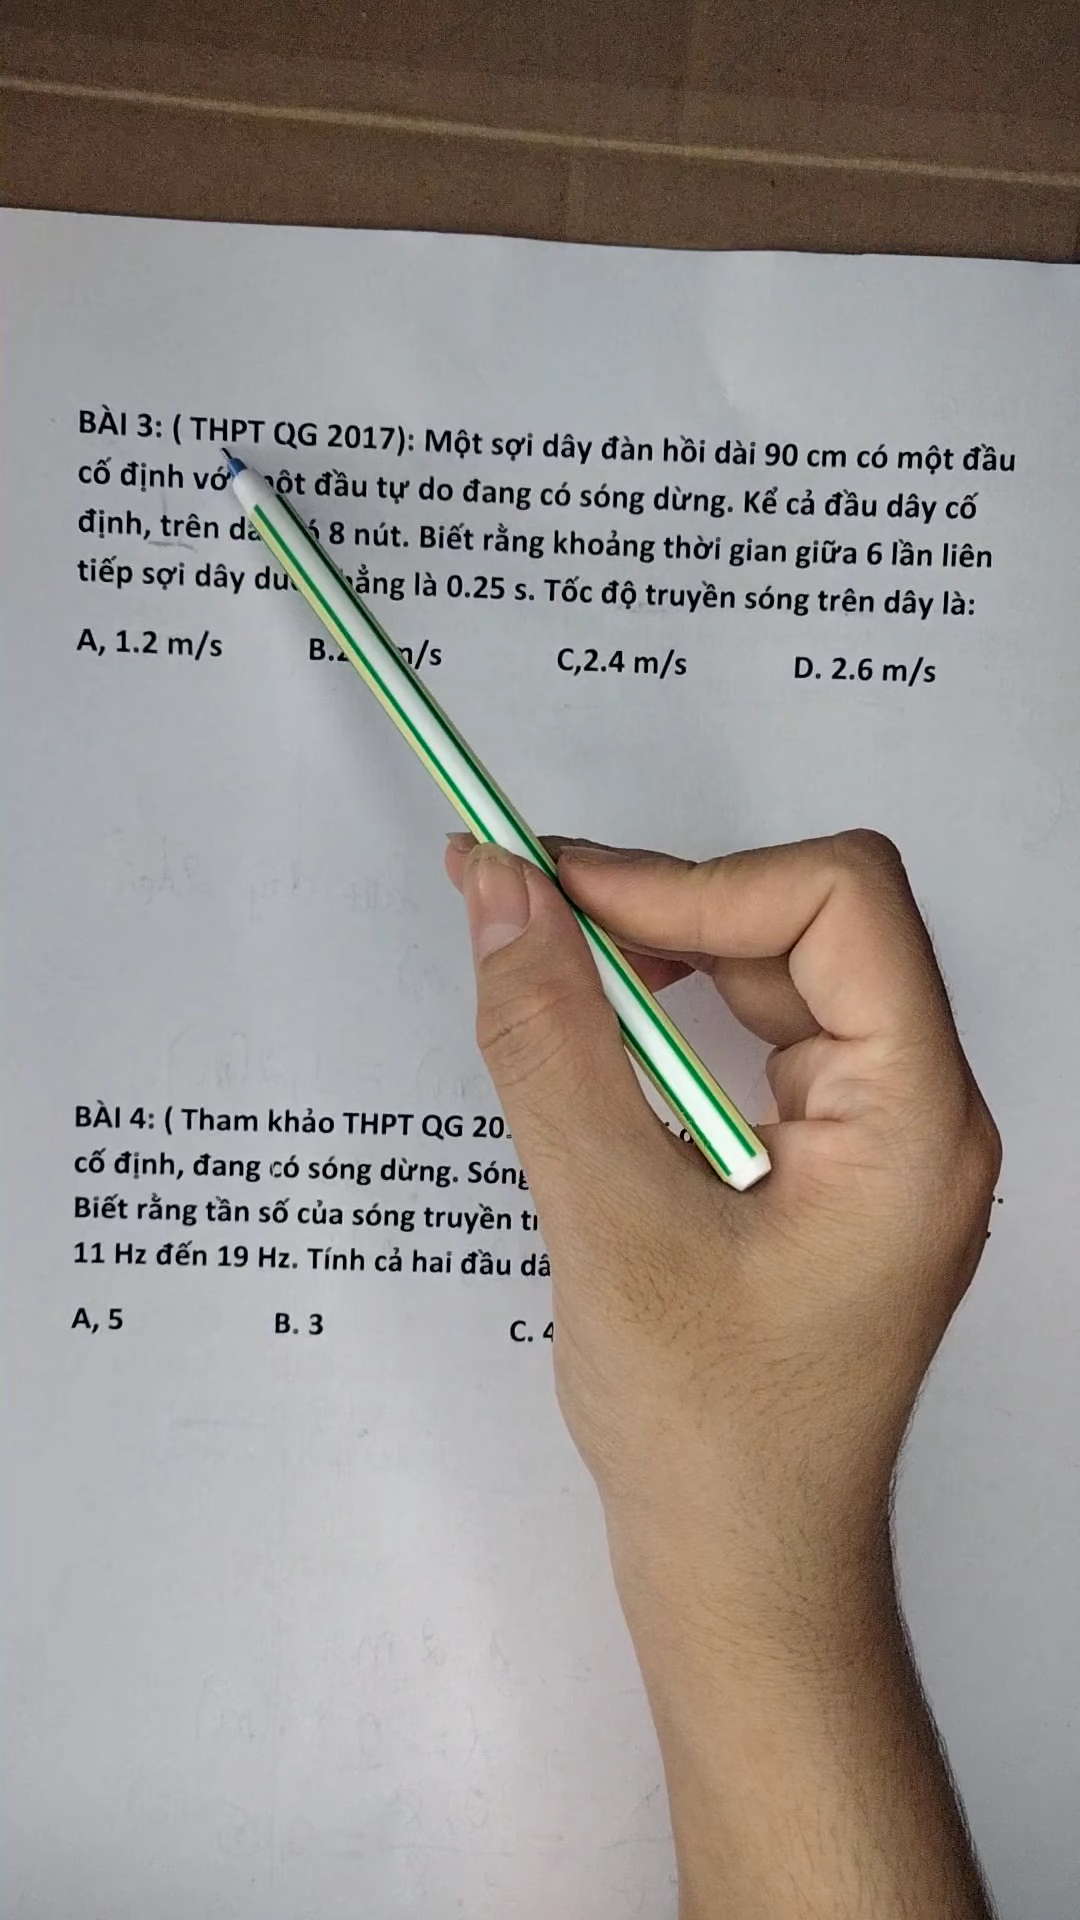 BÀI 3: ( THPT QG 2017): Một sợi dây đàn hồi dài 90 cm có một đầu
cố định với một đầu tự do đang có sóng dừng. Kể cả đầu dây cố
định, trên dây có 8 nút. Biết rằng khoảng thời gian giữa 6 lần liên
tiếp sợi dây duỗi thẳng là 0.25 s. Tốc độ truyền sóng trên dây là:
A, 1.2 m/s B. m/s C,2.4 m/s D. 2.6 m/s
BÀI 4: ( Tham khảo THPT QG
cố định, đang có sóng dừng. Sóng
Biết rằng tần số của sóng truyền
11 Hz đến 19 Hz. Tính cả hai đầu
A, 5 B. 3 C. 4